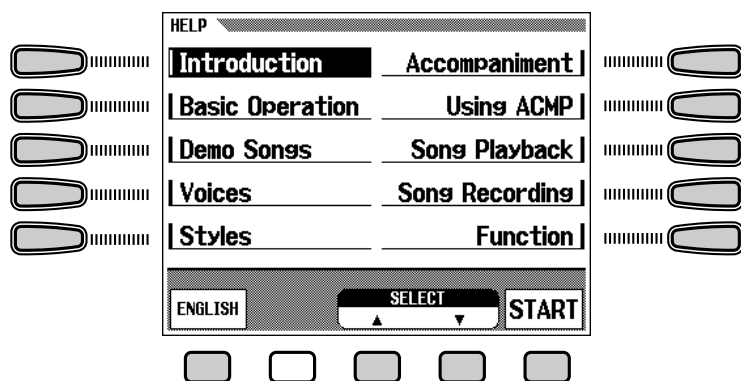 HELP
Introduction
Basic Operation
Demo Songs
Voices
Styles
Accompaniment
Using ACMP
Song Playback
Song Recording
Function
ENGLISH
SELECT
▲ ▼
START